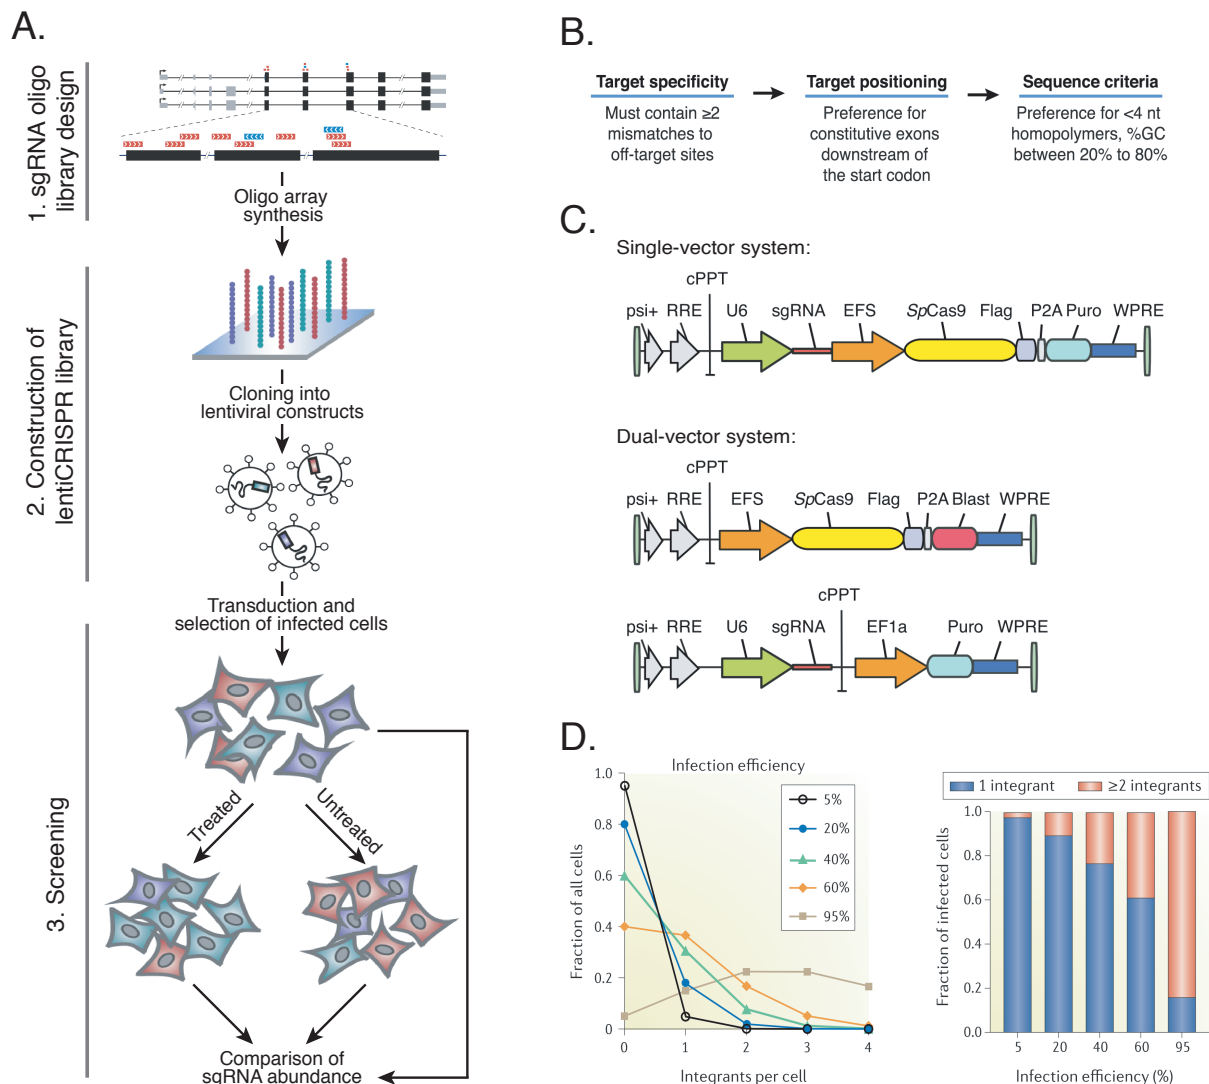 A.
1. sgRNA oligo
library design
Oligo array
synthesis
2. Construction of
lentiCRISPR library
Cloning into
lentiviral constructs
Transduction and
selection of infected cells
3. Screening
Treated
Untreated
Comparison of
sgRNA abundance
B.
Target specificity
Must contain ≥2
mismatches to
off-target sites
Target positioning
Preference for
constitutive exons
downstream of
the start codon
Sequence criteria
Preference for <4 nt
homopolymers, %GC
between 20% to 80%
C.
Single-vector system:
cPPT
psi+ RRE U6 sgRNA EFS SpCas9 Flag P2A Puro WPRE
Dual-vector system:
cPPT
psi+ RRE EFS SpCas9 Flag P2A Blast WPRE
cPPT
psi+ RRE U6 sgRNA EF1a Puro WPRE
D.
Infection efficiency
5%
20%
40%
60%
95%
Fraction of all cells
1.0
0.8
0.6
0.4
0.2
0
0 1 2 3 4
Integrants per cell
1 integrant ≥2 integrants
Fraction of infected cells
1.0
0.8
0.6
0.4
0.2
0.0
5 20 40 60 95
Infection efficiency (%)